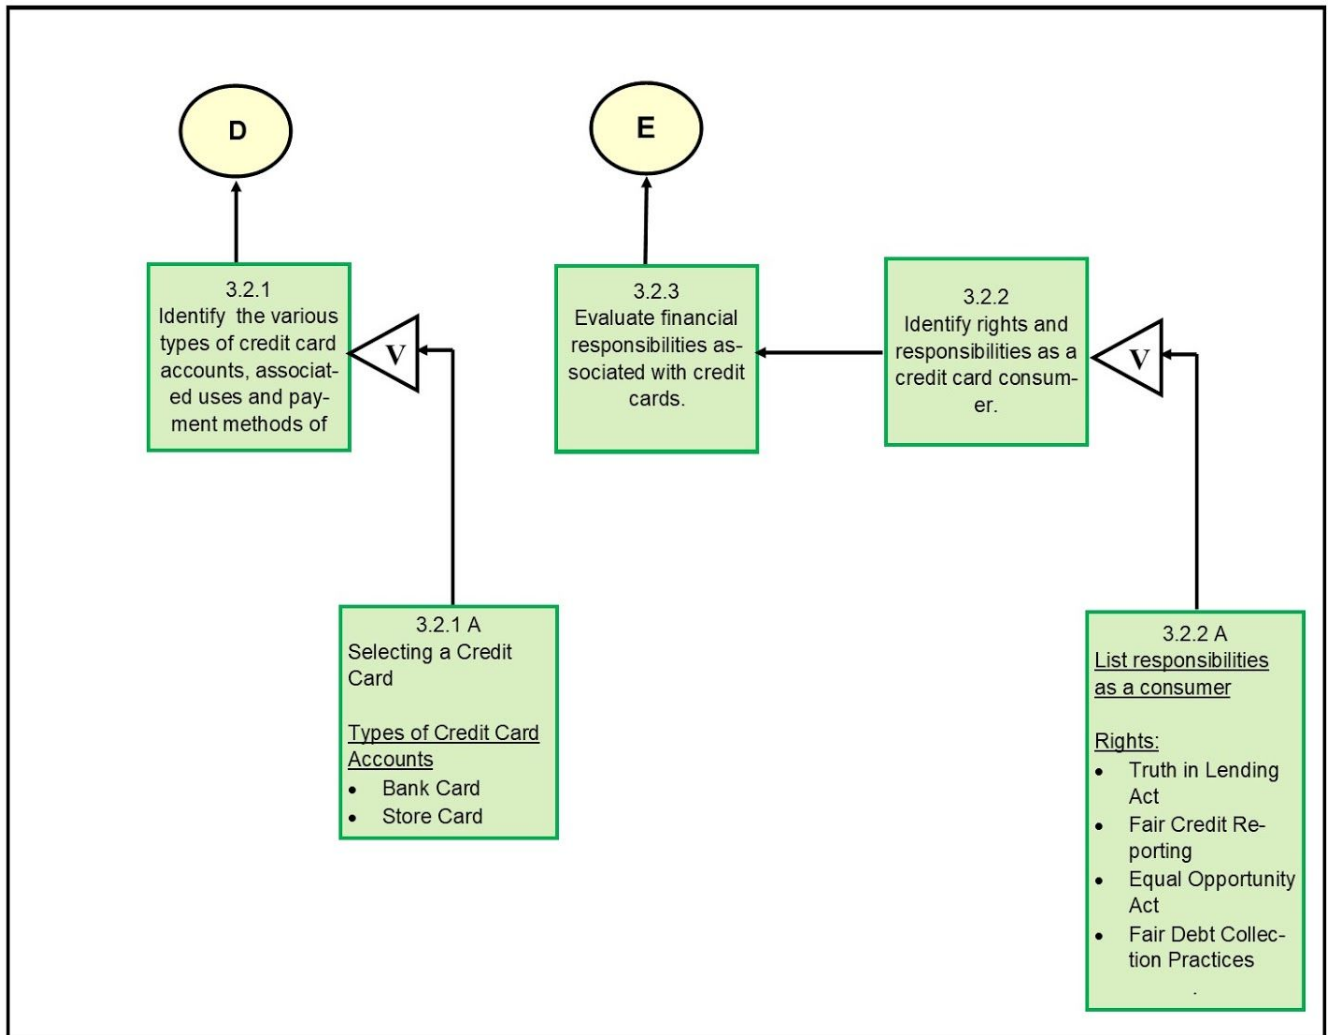 D
E
3.2.1
Identify the various
types of credit card
accounts, associat-
ed uses and pay-
ment methods of
V
3.2.3
Evaluate financial
responsibilities as-
sociated with credit
cards.
3.2.2
Identify rights and
responsibilities as a
credit card consum-
er.
V
3.2.1 A
Selecting a Credit
Card
Types of Credit Card
Accounts
• Bank Card
• Store Card
3.2.2 A
List responsibilities
as a consumer
Rights:
• Truth in Lending
Act
• Fair Credit Re-
porting
• Equal Opportunity
Act
• Fair Debt Collec-
tion Practices
.